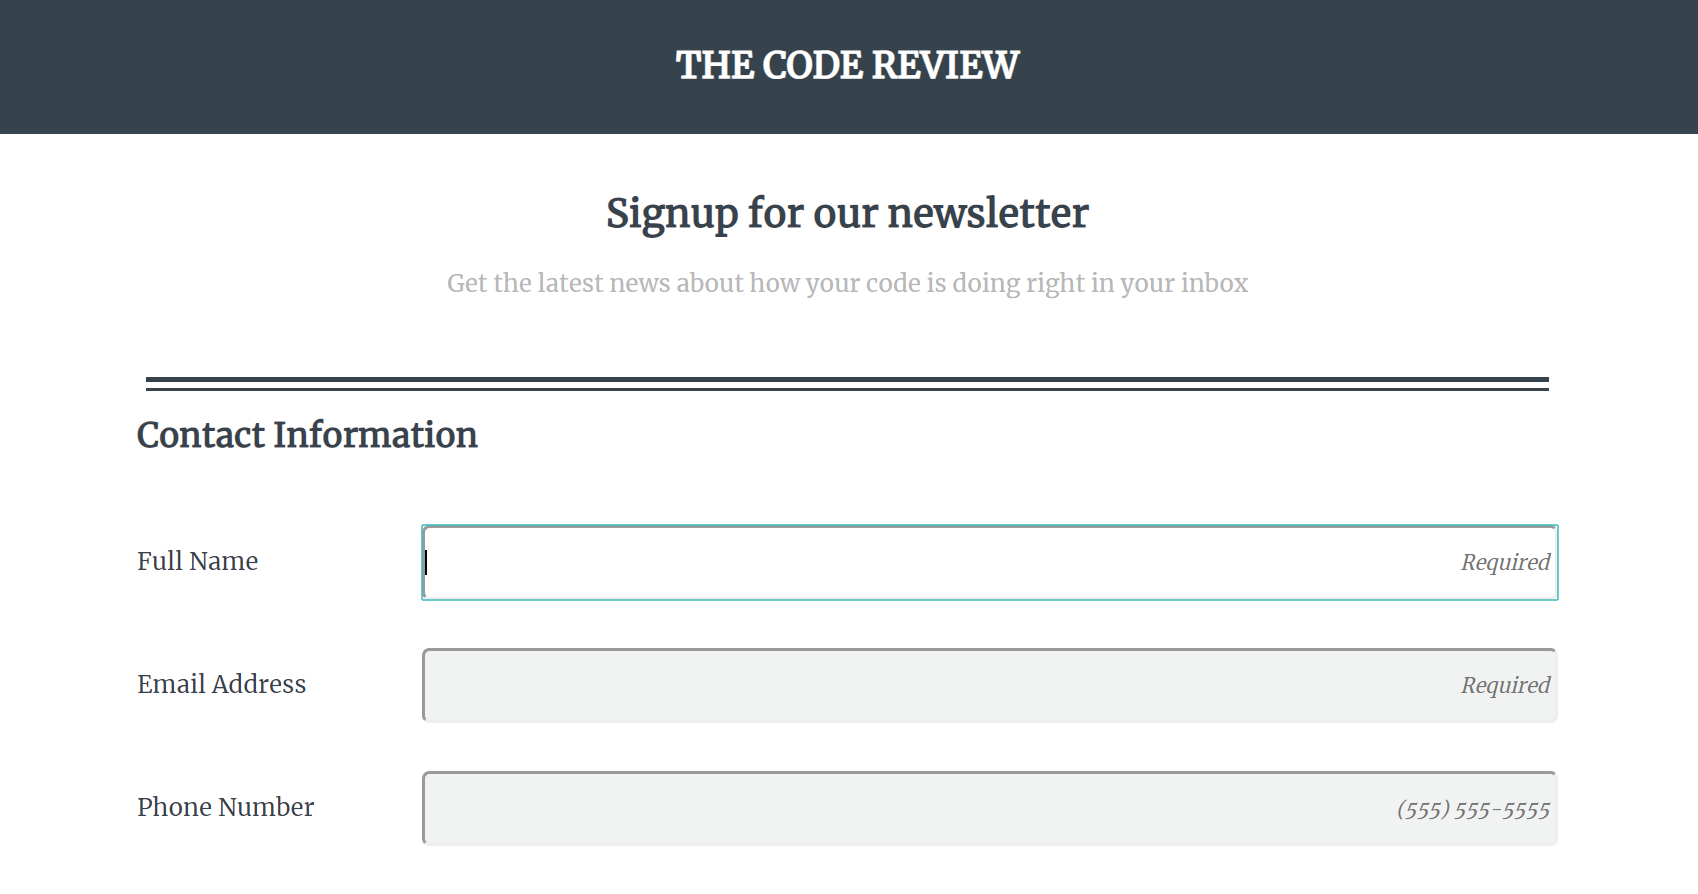 THE CODE REVIEW
Signup for our newsletter
Get the latest news about how your code is doing right in your inbox
Contact Information
Full Name
Required
Email Address
Required
Phone Number
(555) 555-5555